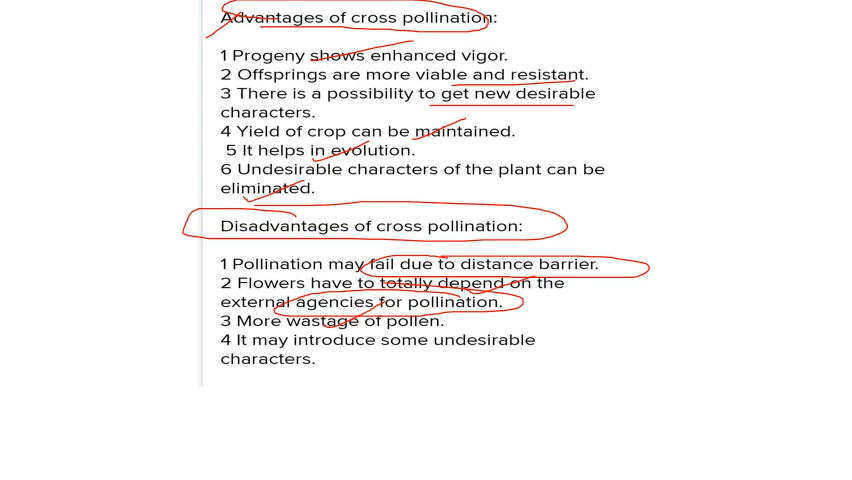 Advantages of cross pollination:
1 Progeny shows enhanced vigor.
2 Offsprings are more viable and resistant.
3 There is a possibility to get new desirable
characters.
4 Yield of crop can be maintained.
5 It helps in evolution.
6 Undesirable characters of the plant can be
eliminated.
Disadvantages of cross pollination:
1 Pollination may fail due to distance barrier.
2 Flowers have to totally depend on the
external agencies for pollination.
3 More wastage of pollen.
4 It may introduce some undesirable
characters.